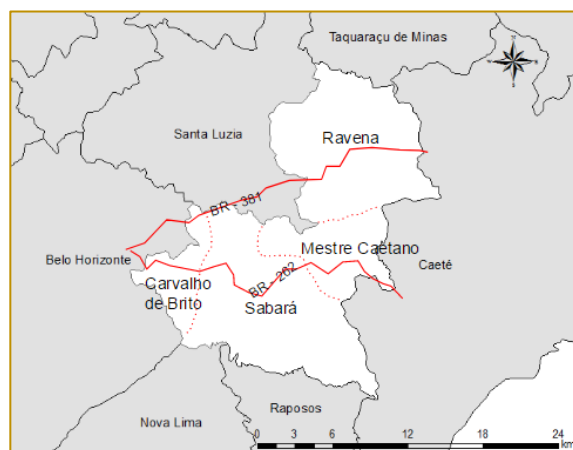 Taquaraçu de Minas
Santa Luzia
Ravena
BR - 381
Belo Horizonte
Mestre Caetano
Caeté
Carvalho
de Brito
BR - 262
Sabará
Nova Lima
Raposos
0 3 6 12 18 24
km